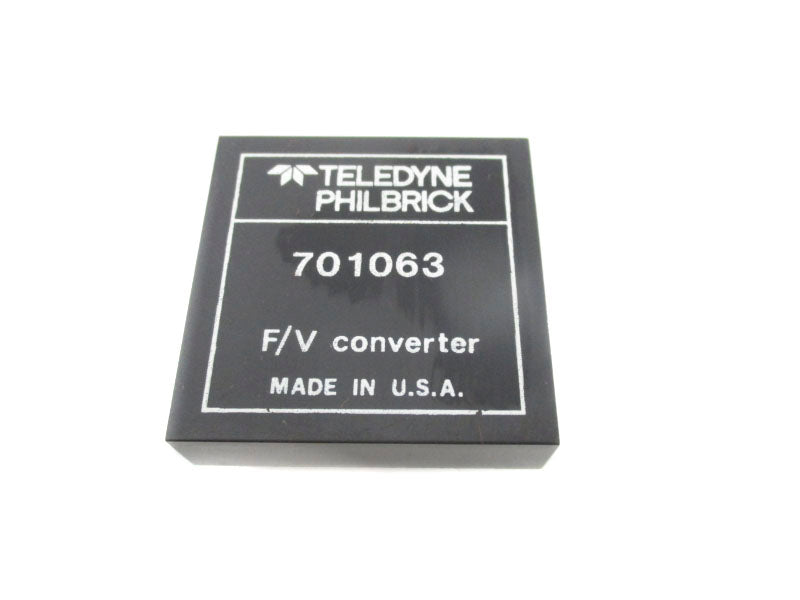 TELEDYNE
PHILBRICK
701063
F/V converter
MADE IN U.S.A.